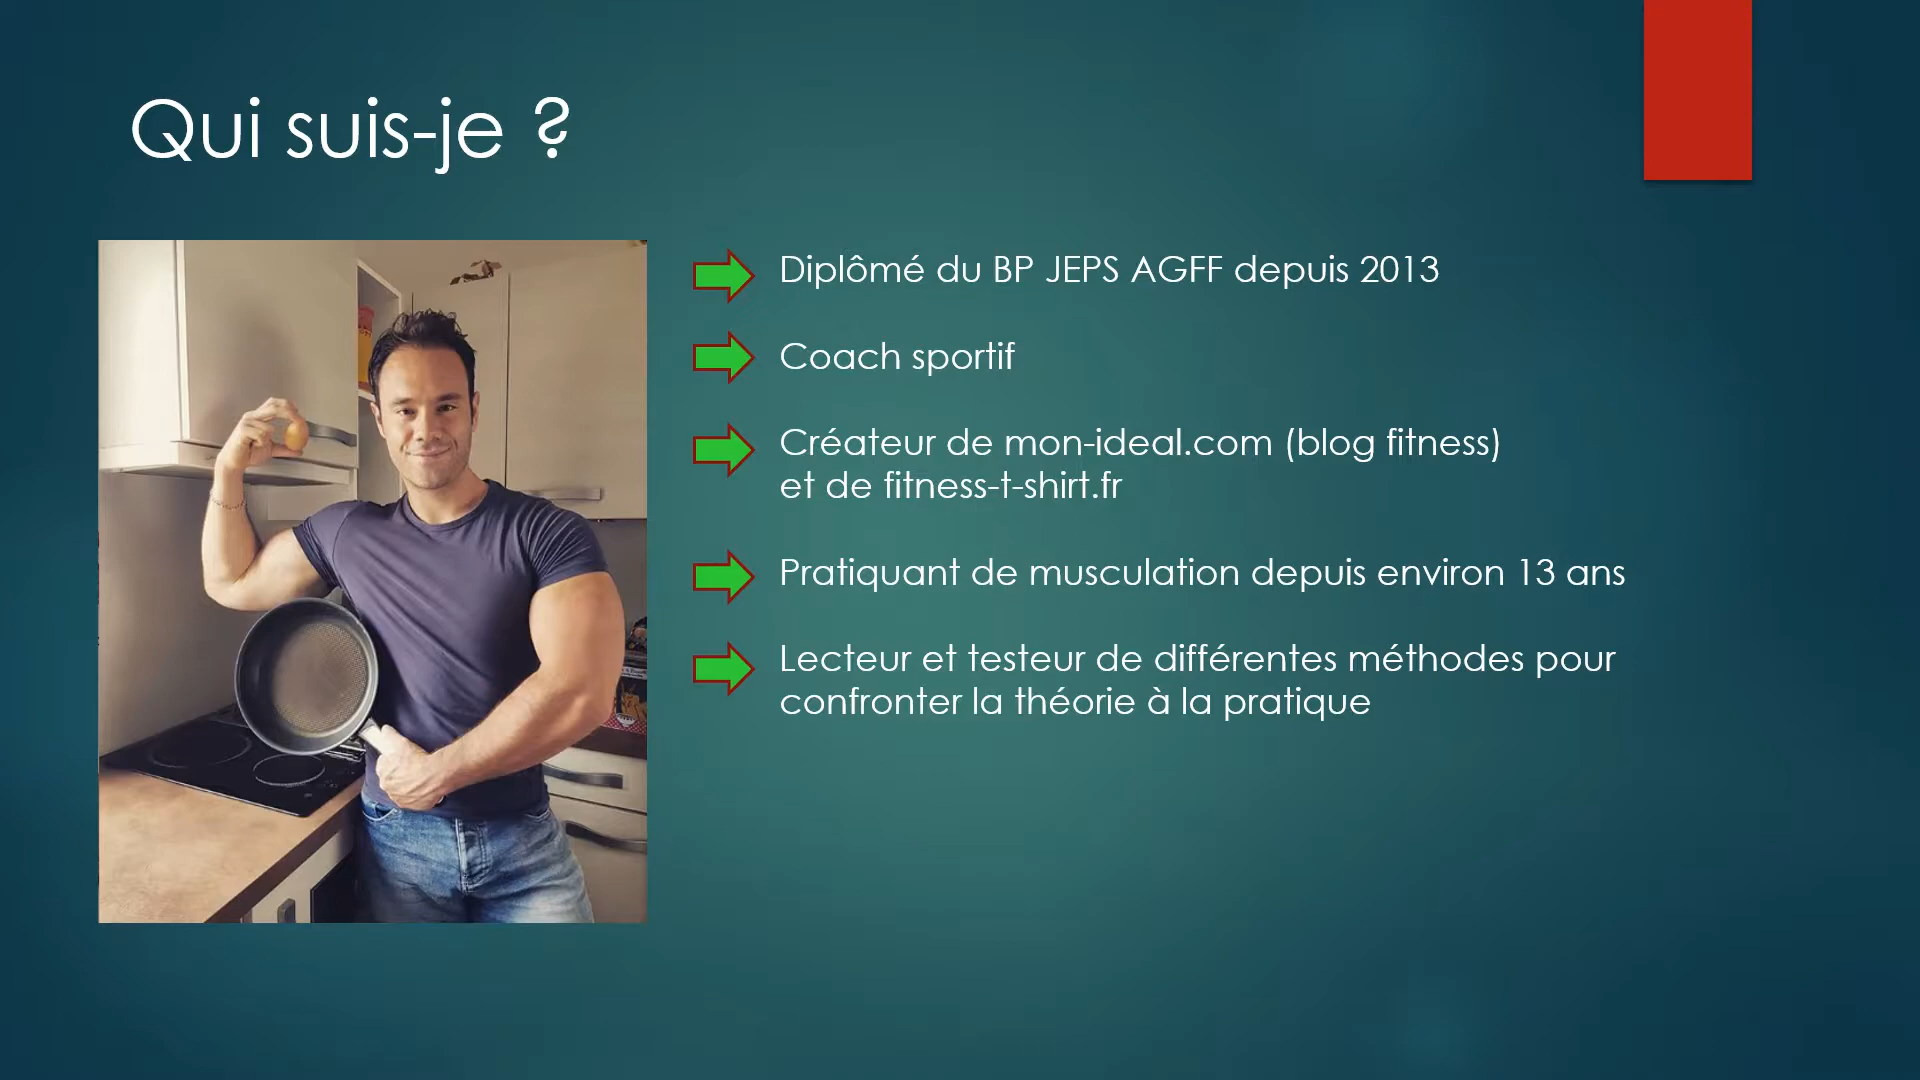 Qui suis-je ?
Diplômé du BP JEPS AGFF depuis 2013
Coach sportif
Créateur de mon-ideal.com (blog fitness)
et de fitness-t-shirt.fr
Pratiquant de musculation depuis environ 13 ans
Lecteur et testeur de différentes méthodes pour
confronter la théorie à la pratique